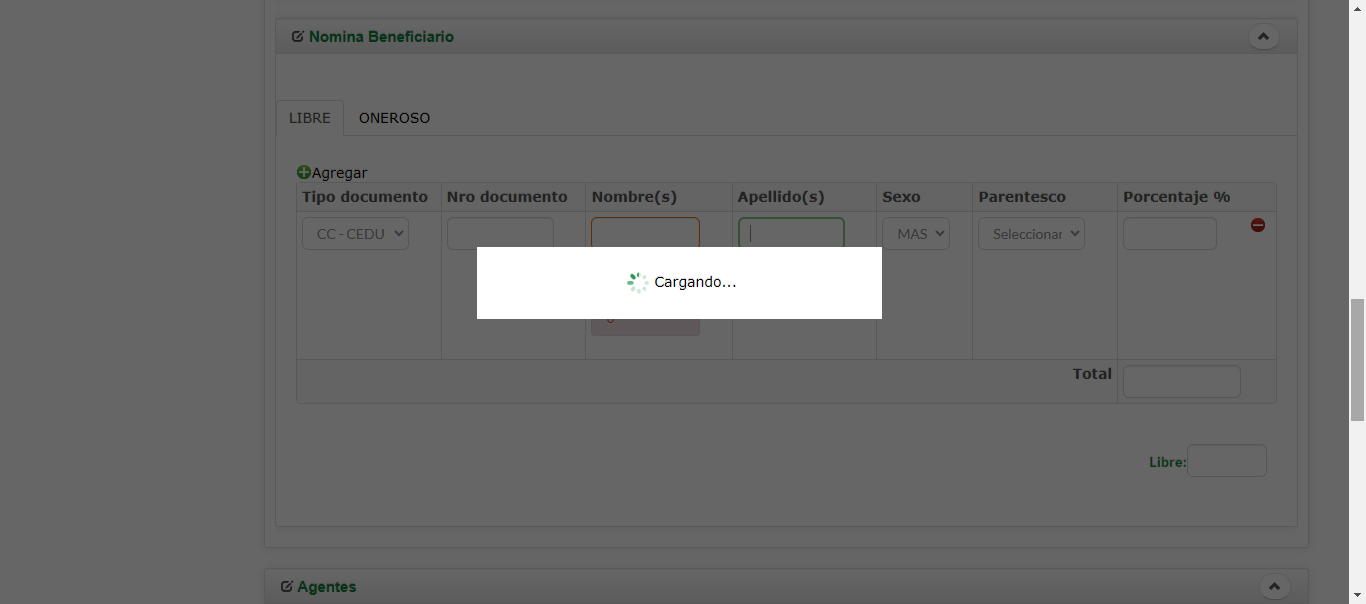 Nomina Beneficiario
LIBRE ONEROSO
Agregar
Tipo documento Nro documento Nombre(s) Apellido(s) Sexo Parentesco Porcentaje %
CC - CEDU MAS Seleccionar
Cargando...
Total
Libre:
Agentes